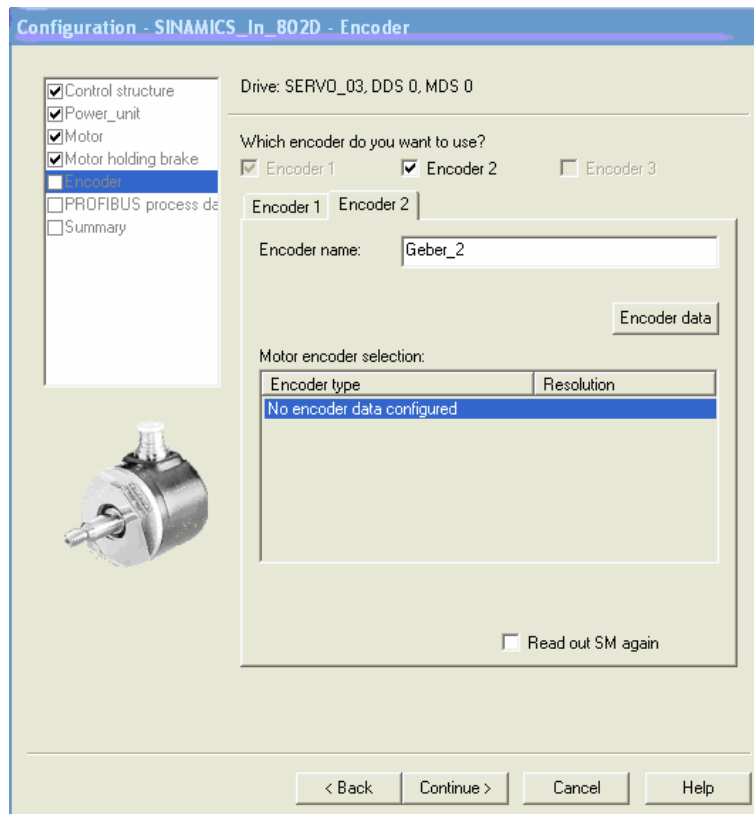 Configuration - SINAMICS_In_802D - Encoder
Control structure
Power_unit
Motor
Motor holding brake
Encoder
PROFIBUS process da
Summary
Drive: SERVO_03, DDS 0, MDS 0
Which encoder do you want to use?
Encoder 1 Encoder 2 Encoder 3
Encoder 1 Encoder 2
Encoder name: Geber_2
Encoder data
Motor encoder selection:
Encoder type Resolution
No encoder data configured
Read out SM again
< Back Continue > Cancel Help